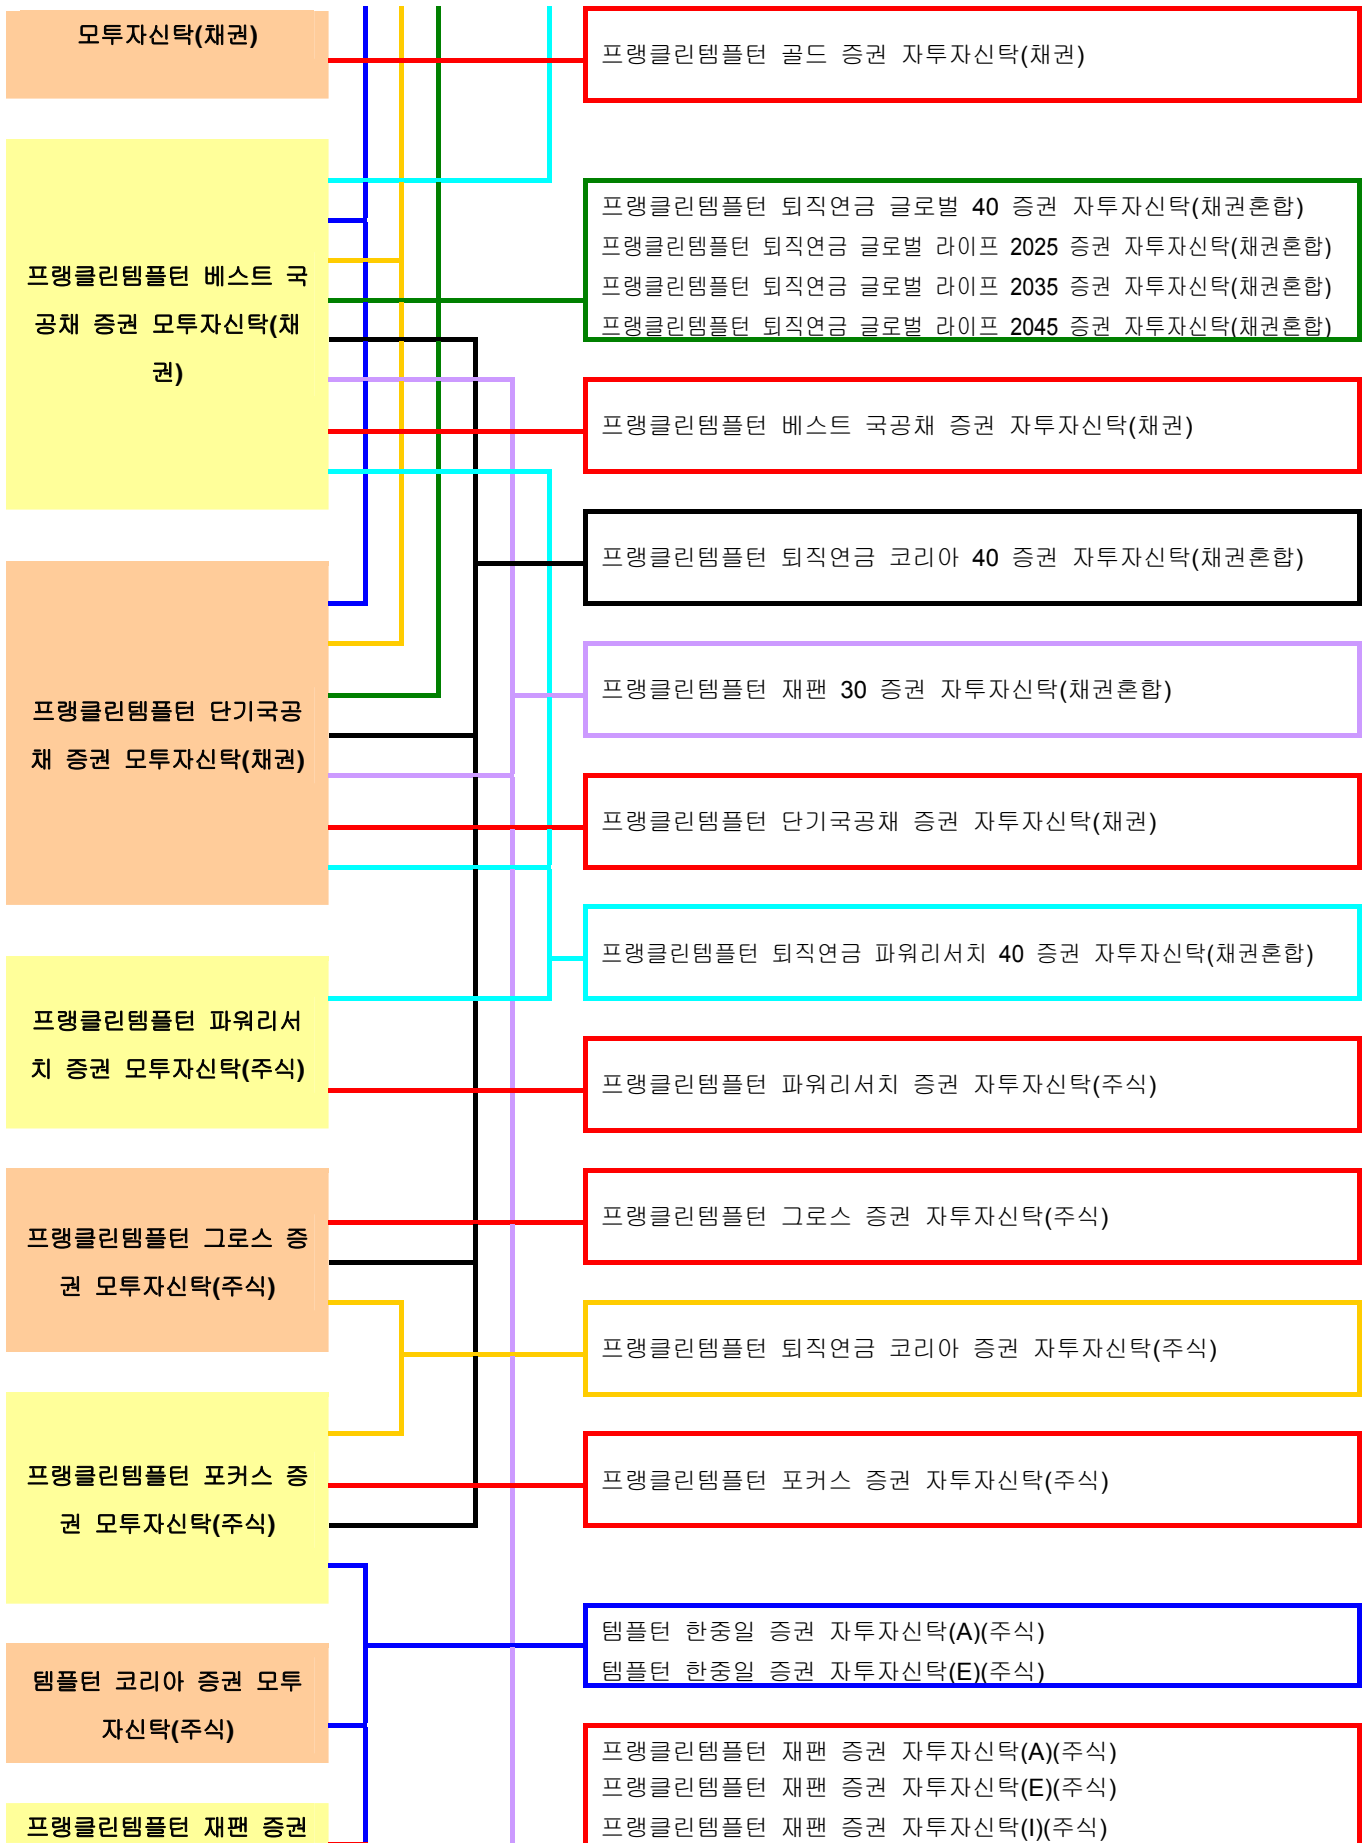 모투자신탁(채권)
프랭클린템플턴 골드 증권 자투자신탁(채권)
프랭클린템플턴 베스트 국
공채 증권 모투자신탁(채
권)
프랭클린템플턴 퇴직연금 글로벌 40 증권 자투자신탁(채권혼합)
프랭클린템플턴 퇴직연금 글로벌 라이프 2025 증권 자투자신탁(채권혼합)
프랭클린템플턴 퇴직연금 글로벌 라이프 2035 증권 자투자신탁(채권혼합)
프랭클린템플턴 퇴직연금 글로벌 라이프 2045 증권 자투자신탁(채권혼합)
프랭클린템플턴 베스트 국공채 증권 자투자신탁(채권)
프랭클린템플턴 퇴직연금 코리아 40 증권 자투자신탁(채권혼합)
프랭클린템플턴 단기국공
채 증권 모투자신탁(채권)
프랭클린템플턴 재팬 30 증권 자투자신탁(채권혼합)
프랭클린템플턴 단기국공채 증권 자투자신탁(채권)
프랭클린템플턴 퇴직연금 파워리서치 40 증권 자투자신탁(채권혼합)
프랭클린템플턴 파워리서
치 증권 모투자신탁(주식)
프랭클린템플턴 파워리서치 증권 자투자신탁(주식)
프랭클린템플턴 그로스 증
권 모투자신탁(주식)
프랭클린템플턴 그로스 증권 자투자신탁(주식)
프랭클린템플턴 퇴직연금 코리아 증권 자투자신탁(주식)
프랭클린템플턴 포커스 증
권 모투자신탁(주식)
프랭클린템플턴 포커스 증권 자투자신탁(주식)
템플턴 한중일 증권 자투자신탁(A)(주식)
템플턴 한중일 증권 자투자신탁(E)(주식)
템플턴 코리아 증권 모투
자신탁(주식)
프랭클린템플턴 재팬 증권 자투자신탁(A)(주식)
프랭클린템플턴 재팬 증권 자투자신탁(E)(주식)
프랭클린템플턴 재팬 증권 자투자신탁(I)(주식)
프랭클린템플턴 재팬 증권